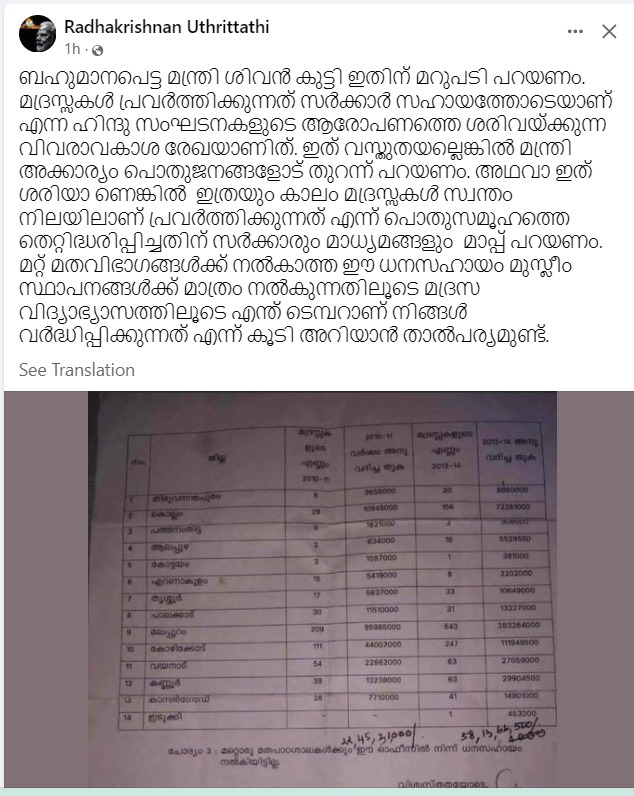 Radhakrishnan Uthrittathi
1h
ബഹുമാനപെട്ട മന്ത്രി ശിവൻ കുട്ടി ഇതിന് മറുപടി പറയണം.
മദ്രസ്സകൾ പ്രവർത്തിക്കുന്നത് സർക്കാർ സഹായത്തോടെയാണ്
എന്ന ഹിന്ദു സംഘടനകളുടെ ആരോപണത്തെ ശരിവയ്ക്കുന്ന
വിവരാവകാശ രേഖയാണിത്. ഇത് വസ്തുതയല്ലെങ്കിൽ മന്ത്രി
അക്കാര്യം പൊതുജനങ്ങളോട് തുറന്ന് പറയണം. അഥവാ ഇത്
ശരിയാ ണെങ്കിൽ ഇത്രയും കാലം മദ്രസ്സകൾ സ്വന്തം
നിലയിലാണ് പ്രവർത്തിക്കുന്നത് എന്ന് പൊതുസമൂഹത്തെ
തെറ്റിദ്ധരിപ്പിച്ചതിന് സർക്കാരും മാധ്യമങ്ങളും മാപ്പ് പറയണം.
മറ്റ് മതവിഭാഗങ്ങൾക്ക് നൽകാത്ത ഈ ധനസഹായം മുസ്ലീം
സ്ഥാപനങ്ങൾക്ക് മാത്രം നൽകുന്നതിലൂടെ മദ്രസ
വിദ്യാഭ്യാസത്തിലൂടെ എന്ത് ടെമ്പറാണ് നിങ്ങൾ
വർദ്ധിപ്പിക്കുന്നത് എന്ന് കൂടി അറിയാൻ താൽപര്യമുണ്ട്.
See Translation
നം. ജില്ല മദ്രസ്സകളുടെ എണ്ണം 2010-11 2010-11 വർഷം അനുവദിച്ച തുക മദ്രസ്സകളുടെ എണ്ണം 2013-14 2013-14 അനുവദിച്ച തുക
1 തിരുവനന്തപുരം 8 3656000 20 8860000
2 കൊല്ലം 29 10945000 156 72281000
3 പത്തനംതിട്ട 1821000 2
4 ആലപ്പുഴ 2 634000 16 5529500
5 കോട്ടയം 3 1087000 1 381000
6 എറണാകുളം 19 5419000 8 2202000
7 തൃശ്ശൂർ 17 5637000 33 10649000
8 പാലക്കാട് 30 11510000 31 13327000
9 മലപ്പുറം 209 95985000 643 283264000
10 കോഴിക്കോട് 111 44007000 247 111949500
11 വയനാട് 54 22882000 63 27059000
12 കണ്ണൂർ 38 13238000 63 29904500
13 കാസർഗോഡ് 26 7710000 41 14901000
14. ഇടുക്കി - - 1 453000
22,45,31000/. 58,13,66,500/
ചോദ്യം 3 : മറ്റൊരു മതപാഠശാലകൾക്കും ഈ ഓഫീസിൽ നിന്ന് ധനസഹായം
നൽകിയിട്ടില്ല.
വിശ്വസ്തതയോടെ,